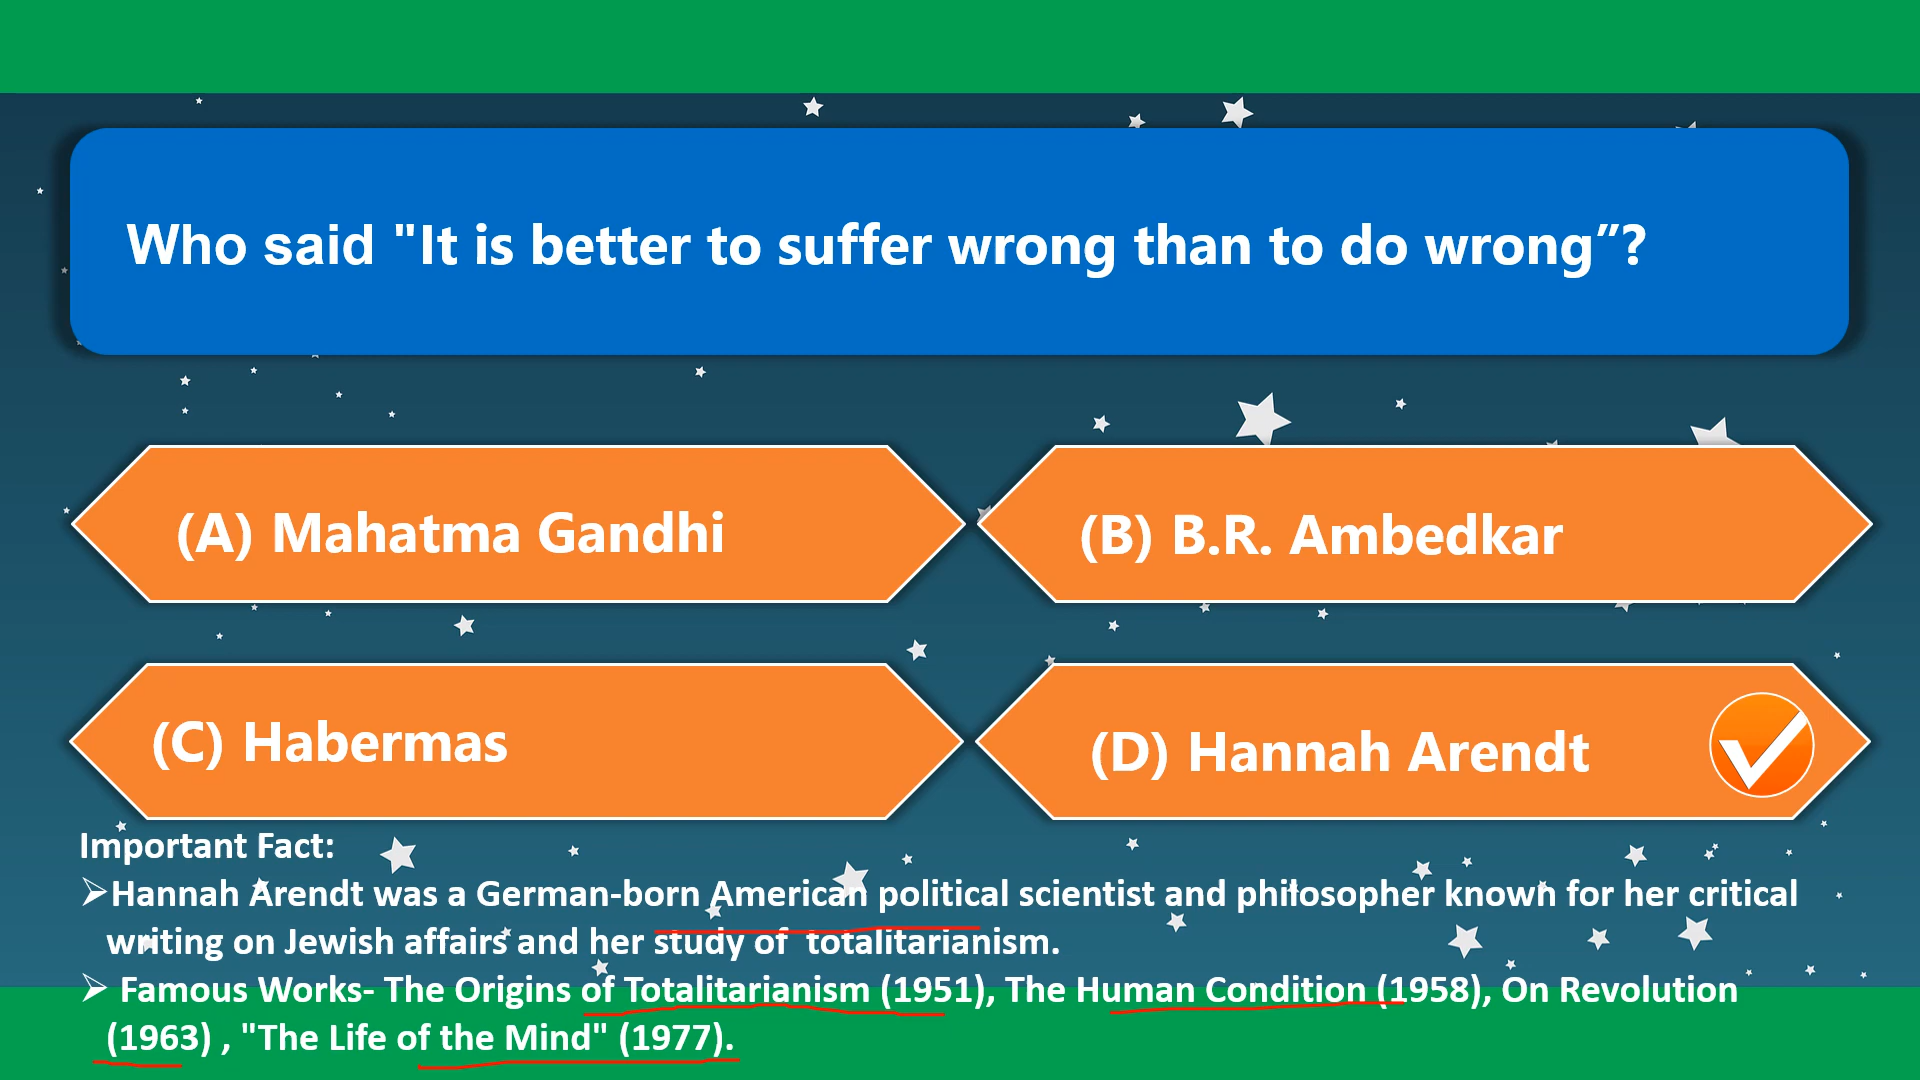 Who said "It is better to suffer wrong than to do wrong”?
(A) Mahatma Gandhi
(B) B.R. Ambedkar
(C) Habermas
(D) Hannah Arendt
Important Fact:
➢Hannah Arendt was a German-born American political scientist and philosopher known for her critical
writing on Jewish affairs and her study of totalitarianism.
➢ Famous Works- The Origins of Totalitarianism (1951), The Human Condition (1958), On Revolution
(1963) , "The Life of the Mind" (1977).